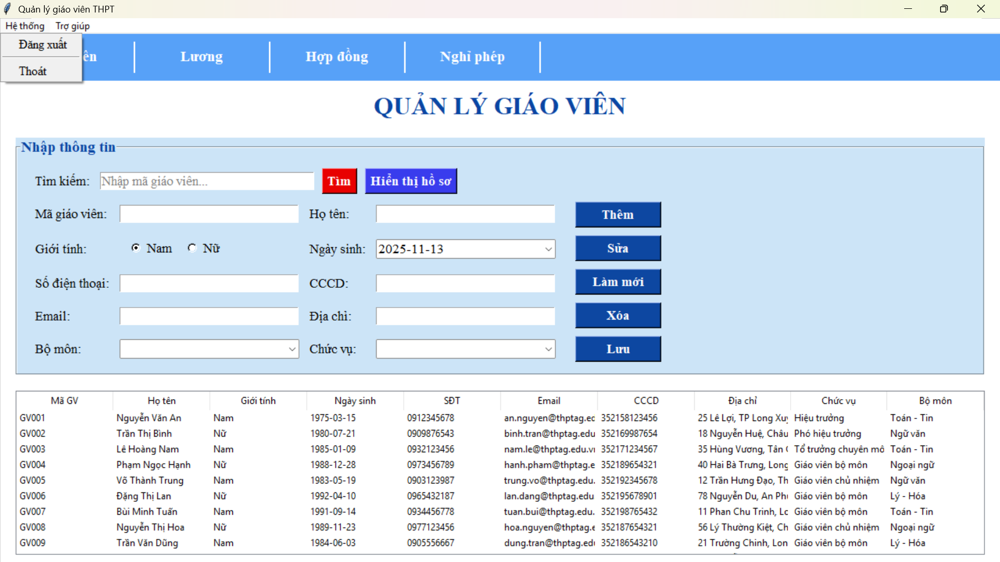 Quản lý giáo viên THPT
Hệ thống Trợ giúp
Đăng xuất
Thoát
Lương Hợp đồng Nghỉ phép
QUẢN LÝ GIÁO VIÊN
Nhập thông tin
Tìm kiếm: Nhập mã giáo viên... Tìm Hiển thị hồ sơ
Mã giáo viên: Họ tên: Thêm
Giới tính: Nam Nữ Ngày sinh: 2025-11-13 Sửa
Số điện thoại: CCCD: Làm mới
Email: Địa chỉ: Xóa
Bộ môn: Chức vụ: Lưu
Mã GV Họ tên Giới tính Ngày sinh SĐT Email CCCD Địa chỉ Chức vụ Bộ môn
GV001 Nguyễn Văn An Nam 1975-03-15 0912345678 an.nguyen@thptag.ec 352158123456 25 Lê Lợi, TP Long Xuy Hiệu trưởng Toán - Tin
GV002 Trần Thị Bình Nữ 1980-07-21 0909876543 binh.tran@thptag.edu 352169987654 18 Nguyễn Huệ, Châu Phó hiệu trưởng Ngữ văn
GV003 Lê Hoàng Nam Nam 1985-01-09 0932123456 nam.le@thptag.edu.v 352171234567 35 Hùng Vương, Tân Tổ trưởng chuyên mô Toán - Tin
GV004 Phạm Ngọc Hạnh Nữ 1988-12-28 0973456789 hanh.pham@thptag.e 352189654321 40 Hai Bà Trưng, Long Giáo viên bộ môn Ngoại ngữ
GV005 Võ Thành Trung Nam 1983-05-19 0903123987 trung.vo@thptag.edu. 352192345678 12 Trần Hưng Đạo, Th Giáo viên chủ nhiệm Ngữ văn
GV006 Đặng Thị Lan Nữ 1992-04-10 0965432187 lan.dang@thptag.edu 352195678901 78 Nguyễn Du, An Ph Giáo viên bộ môn Lý - Hóa
GV007 Bùi Minh Tuấn Nam 1991-09-14 0934456778 tuan.bui@thptag.edu. 352198765432 11 Phan Chu Trinh, Lc Giáo viên bộ môn Toán - Tin
GV008 Nguyễn Thị Hoa Nữ 1989-11-23 0977123456 hoa.nguyen@thptag.e 352187654321 56 Lý Thường Kiệt, Ch Giáo viên chủ nhiệm Ngoại ngữ
GV009 Trần Văn Dũng Nam 1984-06-03 0905556667 dung.tran@thptag.ed 352186543210 21 Trường Chinh, Lon Giáo viên bộ môn Lý - Hóa